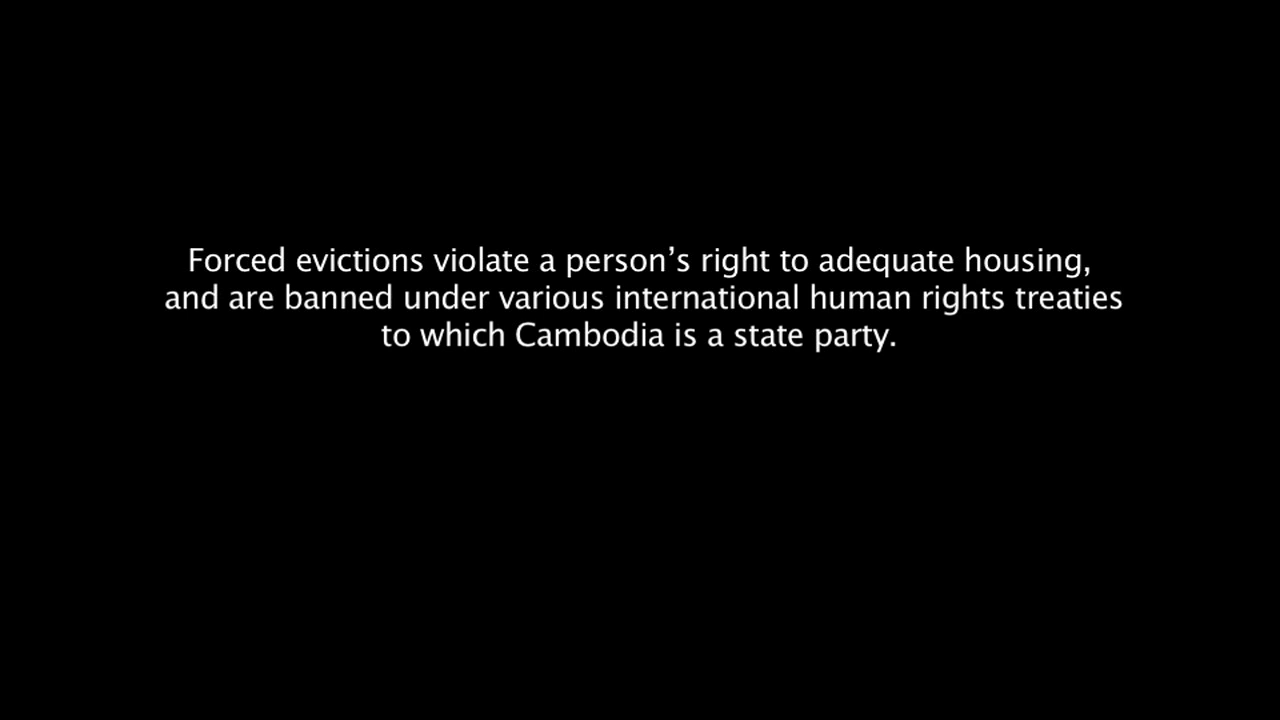 Forced evictions violate a person’s right to adequate housing,
and are banned under various international human rights treaties
to which Cambodia is a state party.